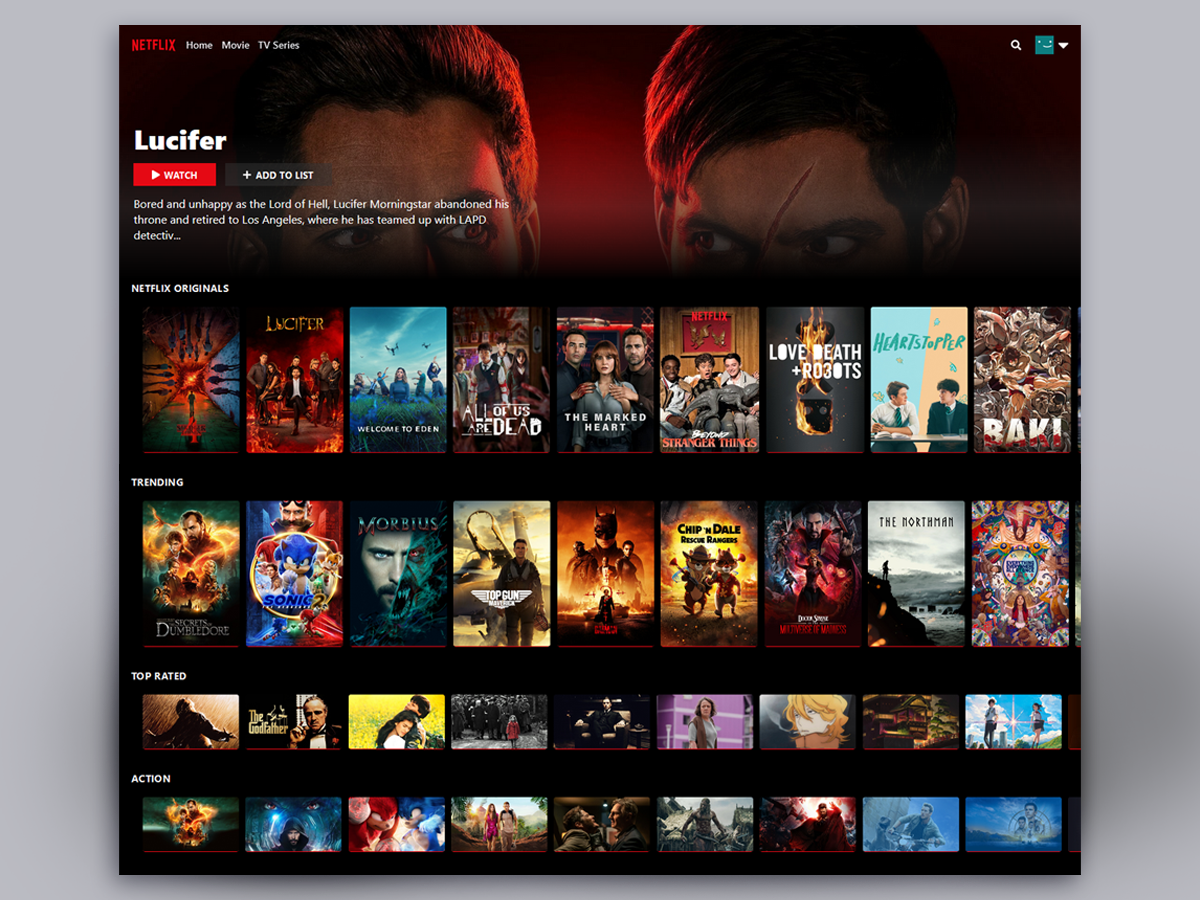 NETFLIX Home Movie TV Series
Lucifer
WATCH
+ ADD TO LIST
Bored and unhappy as the Lord of Hell, Lucifer Morningstar abandoned his
throne and retired to Los Angeles, where he has teamed up with LAPD
detectiv...
NETFLIX ORIGINALS
LUCIFER
WELCOME TO EDEN
ALL OF US
ARE DEAD
THE MARKED
HEART
NETFLIX
BEYOND
STRANGER THINGS
LOVE DEATH
+ROBOTS
HEARTSTOPPER
BAKI
TRENDING
THE SECRETS OF
DUMBLEDORE
SONIC 2
MORBIUS
TOP GUN
MAVERICK
CHIP 'N DALE
RESCUE RANGERS
DOCTOR STRANGE
MULTIVERSE OF MADNESS
THE NORTHMAN
TOP RATED
The
Godfather
ACTION